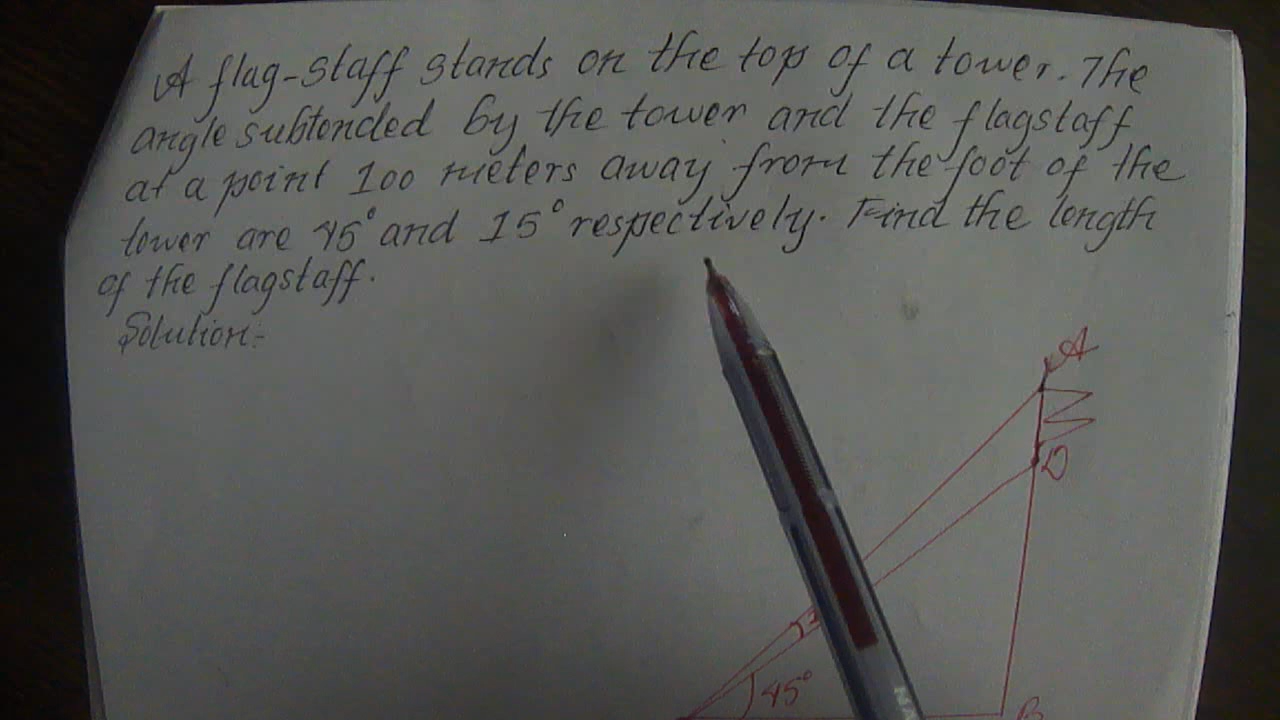 A flag-staff stands on the top of a tower. The
angle subtended by the tower and the flagstaff
at a point 100 meters away from the foot of the
tower are 45° and 15° respectively. Find the length
of the flagstaff.
Solution:-
A
D
45°
B